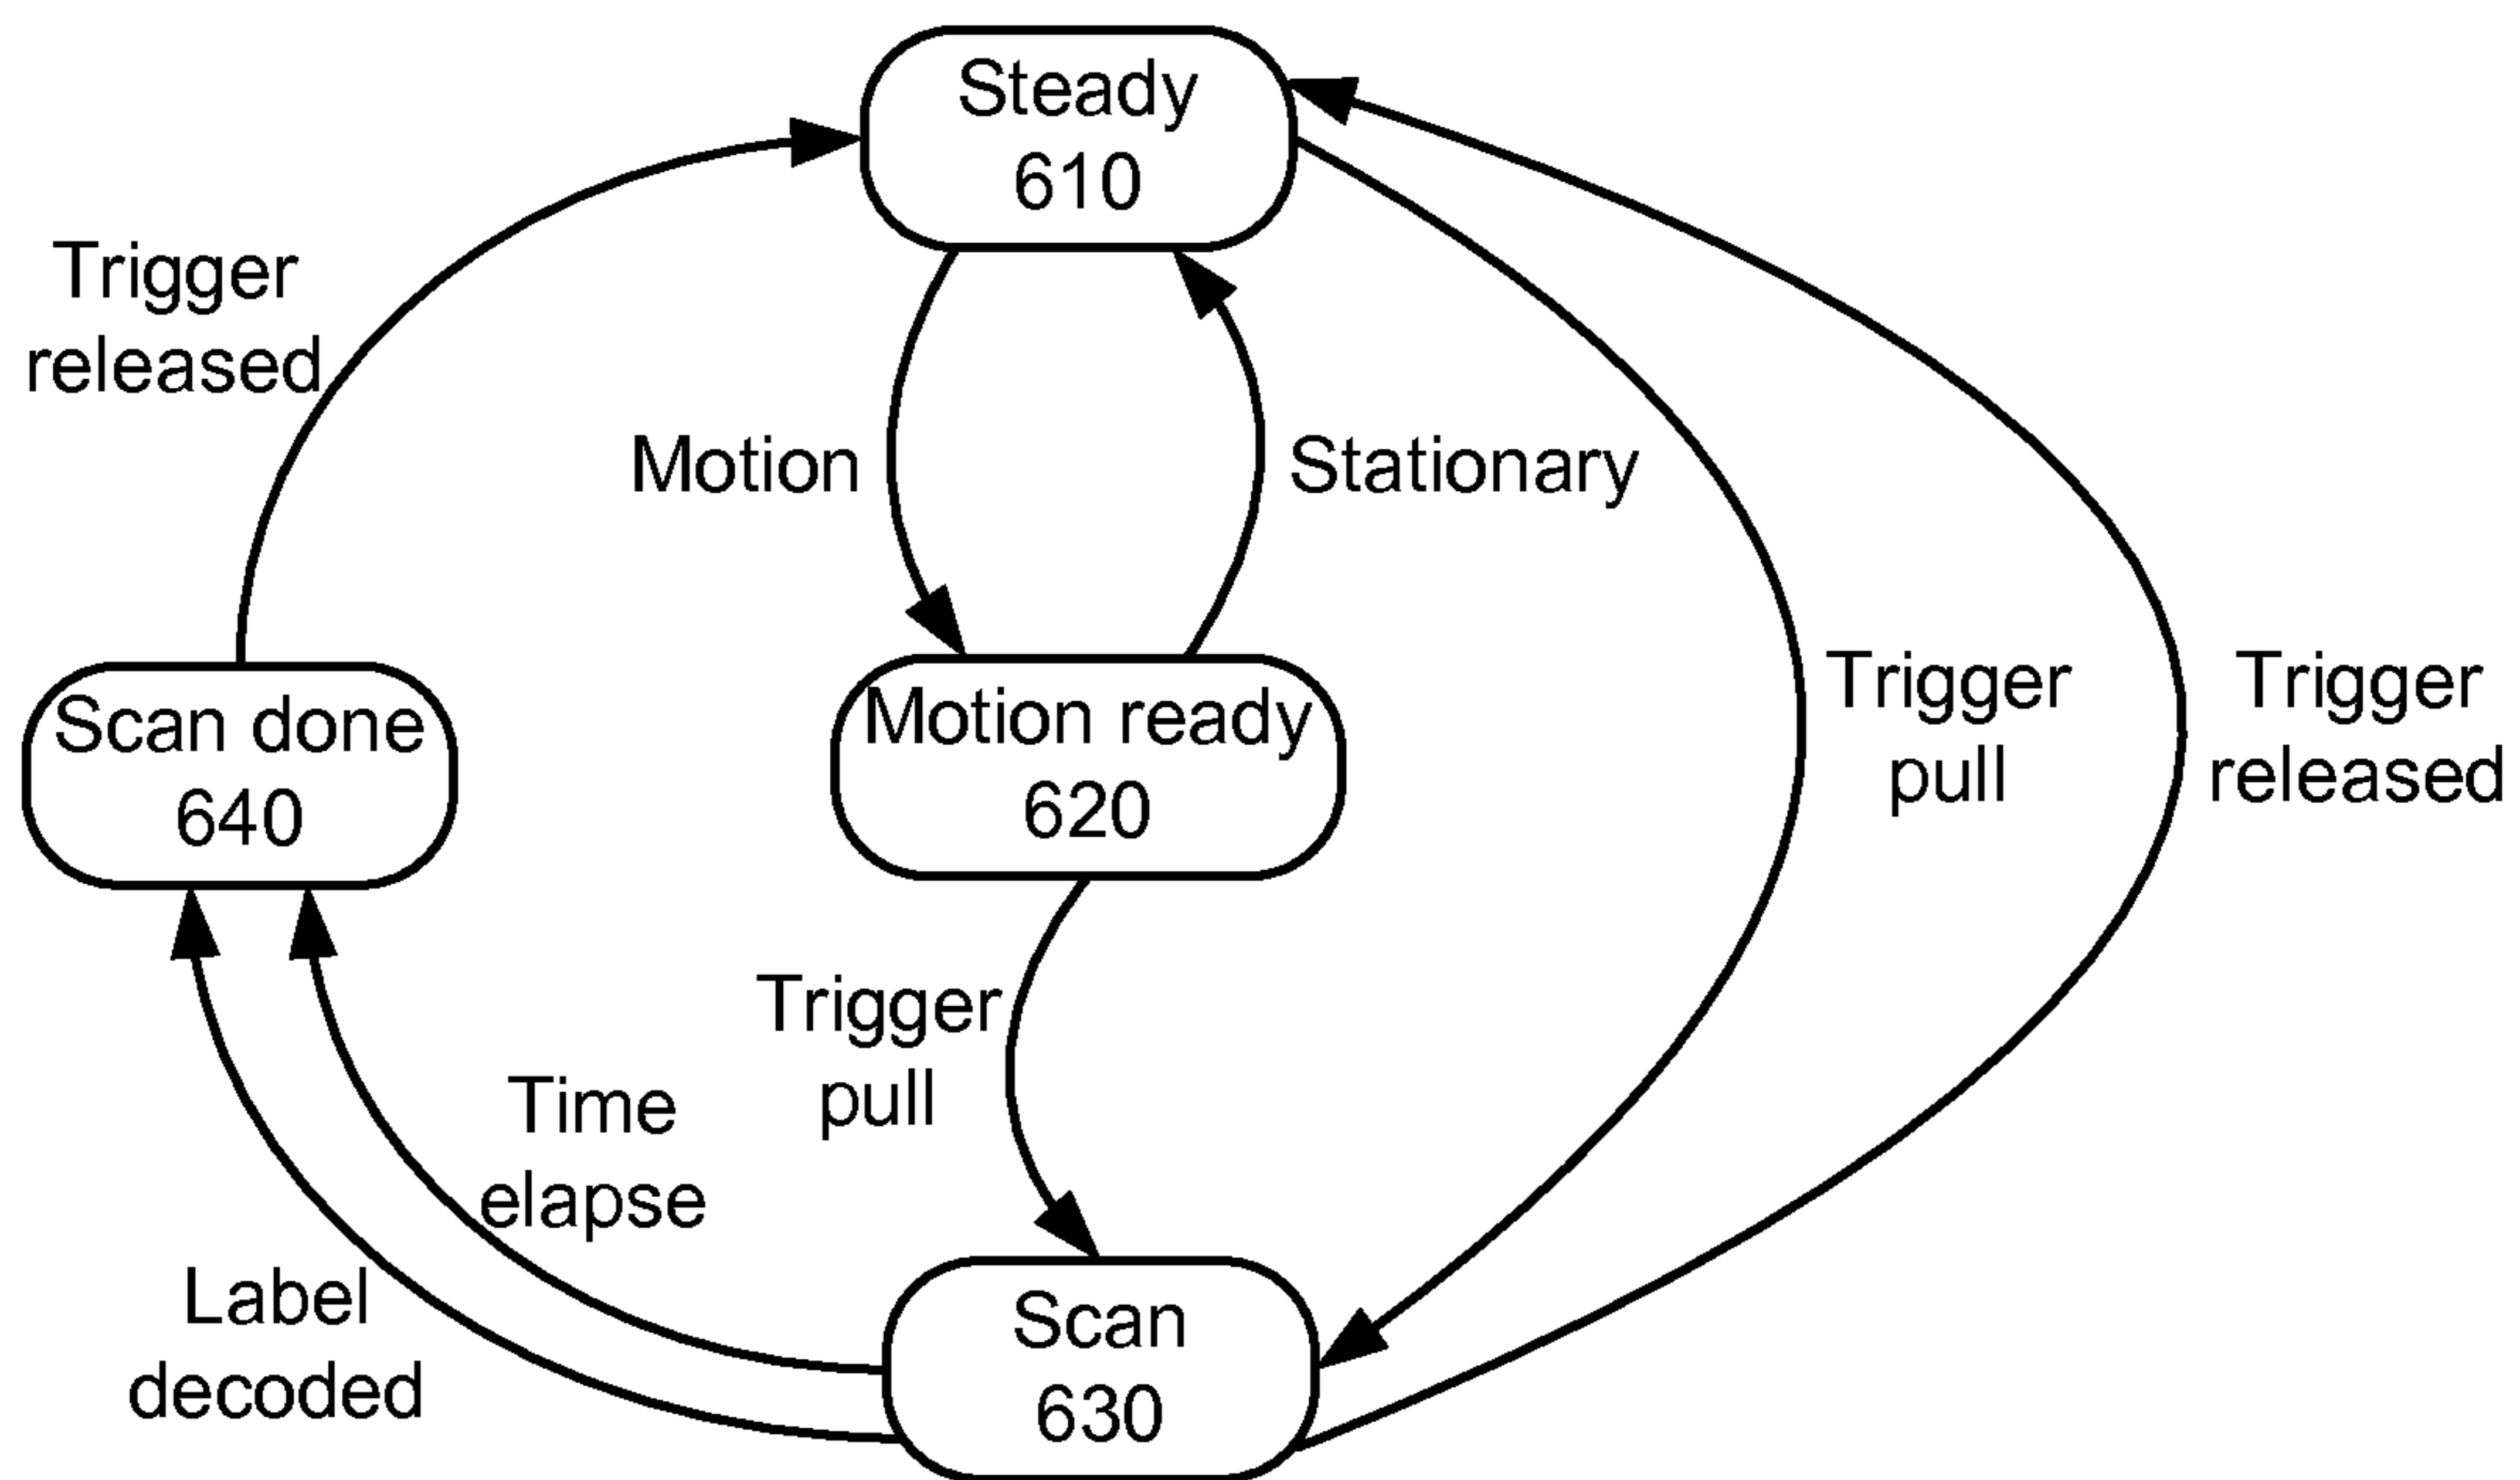 Steady
610
Trigger
released
Motion
Stationary
Scan done
640
Motion ready
620
Trigger
pull
Trigger
released
Trigger
pull
Time
elapse
Label
decoded
Scan
630